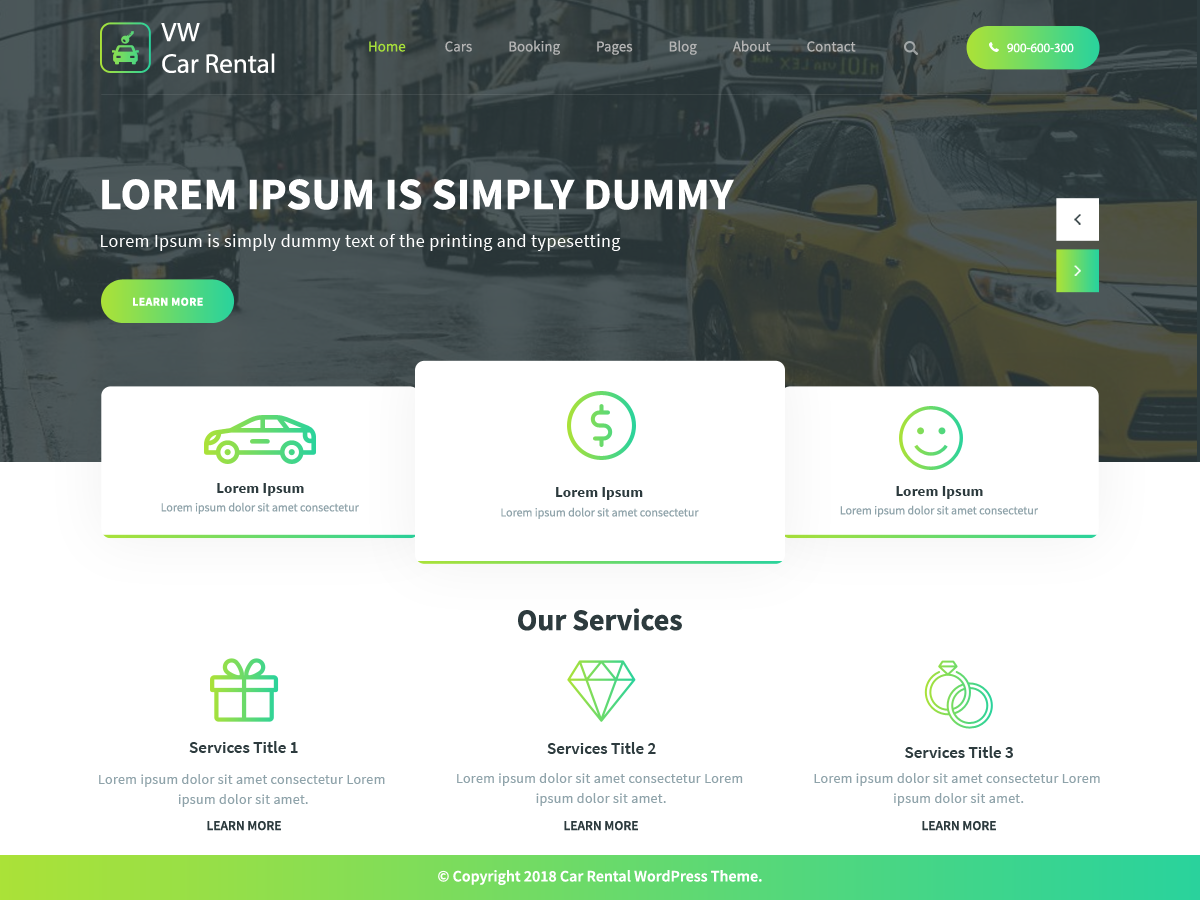 VW
Car Rental
Home Cars Booking Pages Blog About Contact
900-600-300
LOREM IPSUM IS SIMPLY DUMMY
Lorem Ipsum is simply dummy text of the printing and typesetting
LEARN MORE
Lorem Ipsum
Lorem ipsum dolor sit amet consectetur
Lorem Ipsum
Lorem ipsum dolor sit amet consectetur
Lorem Ipsum
Lorem ipsum dolor sit amet consectetur
Our Services
Services Title 1
Lorem ipsum dolor sit amet consectetur Lorem
ipsum dolor sit amet.
LEARN MORE
Services Title 2
Lorem ipsum dolor sit amet consectetur Lorem
ipsum dolor sit amet.
LEARN MORE
Services Title 3
Lorem ipsum dolor sit amet consectetur Lorem
ipsum dolor sit amet.
LEARN MORE
© Copyright 2018 Car Rental WordPress Theme.